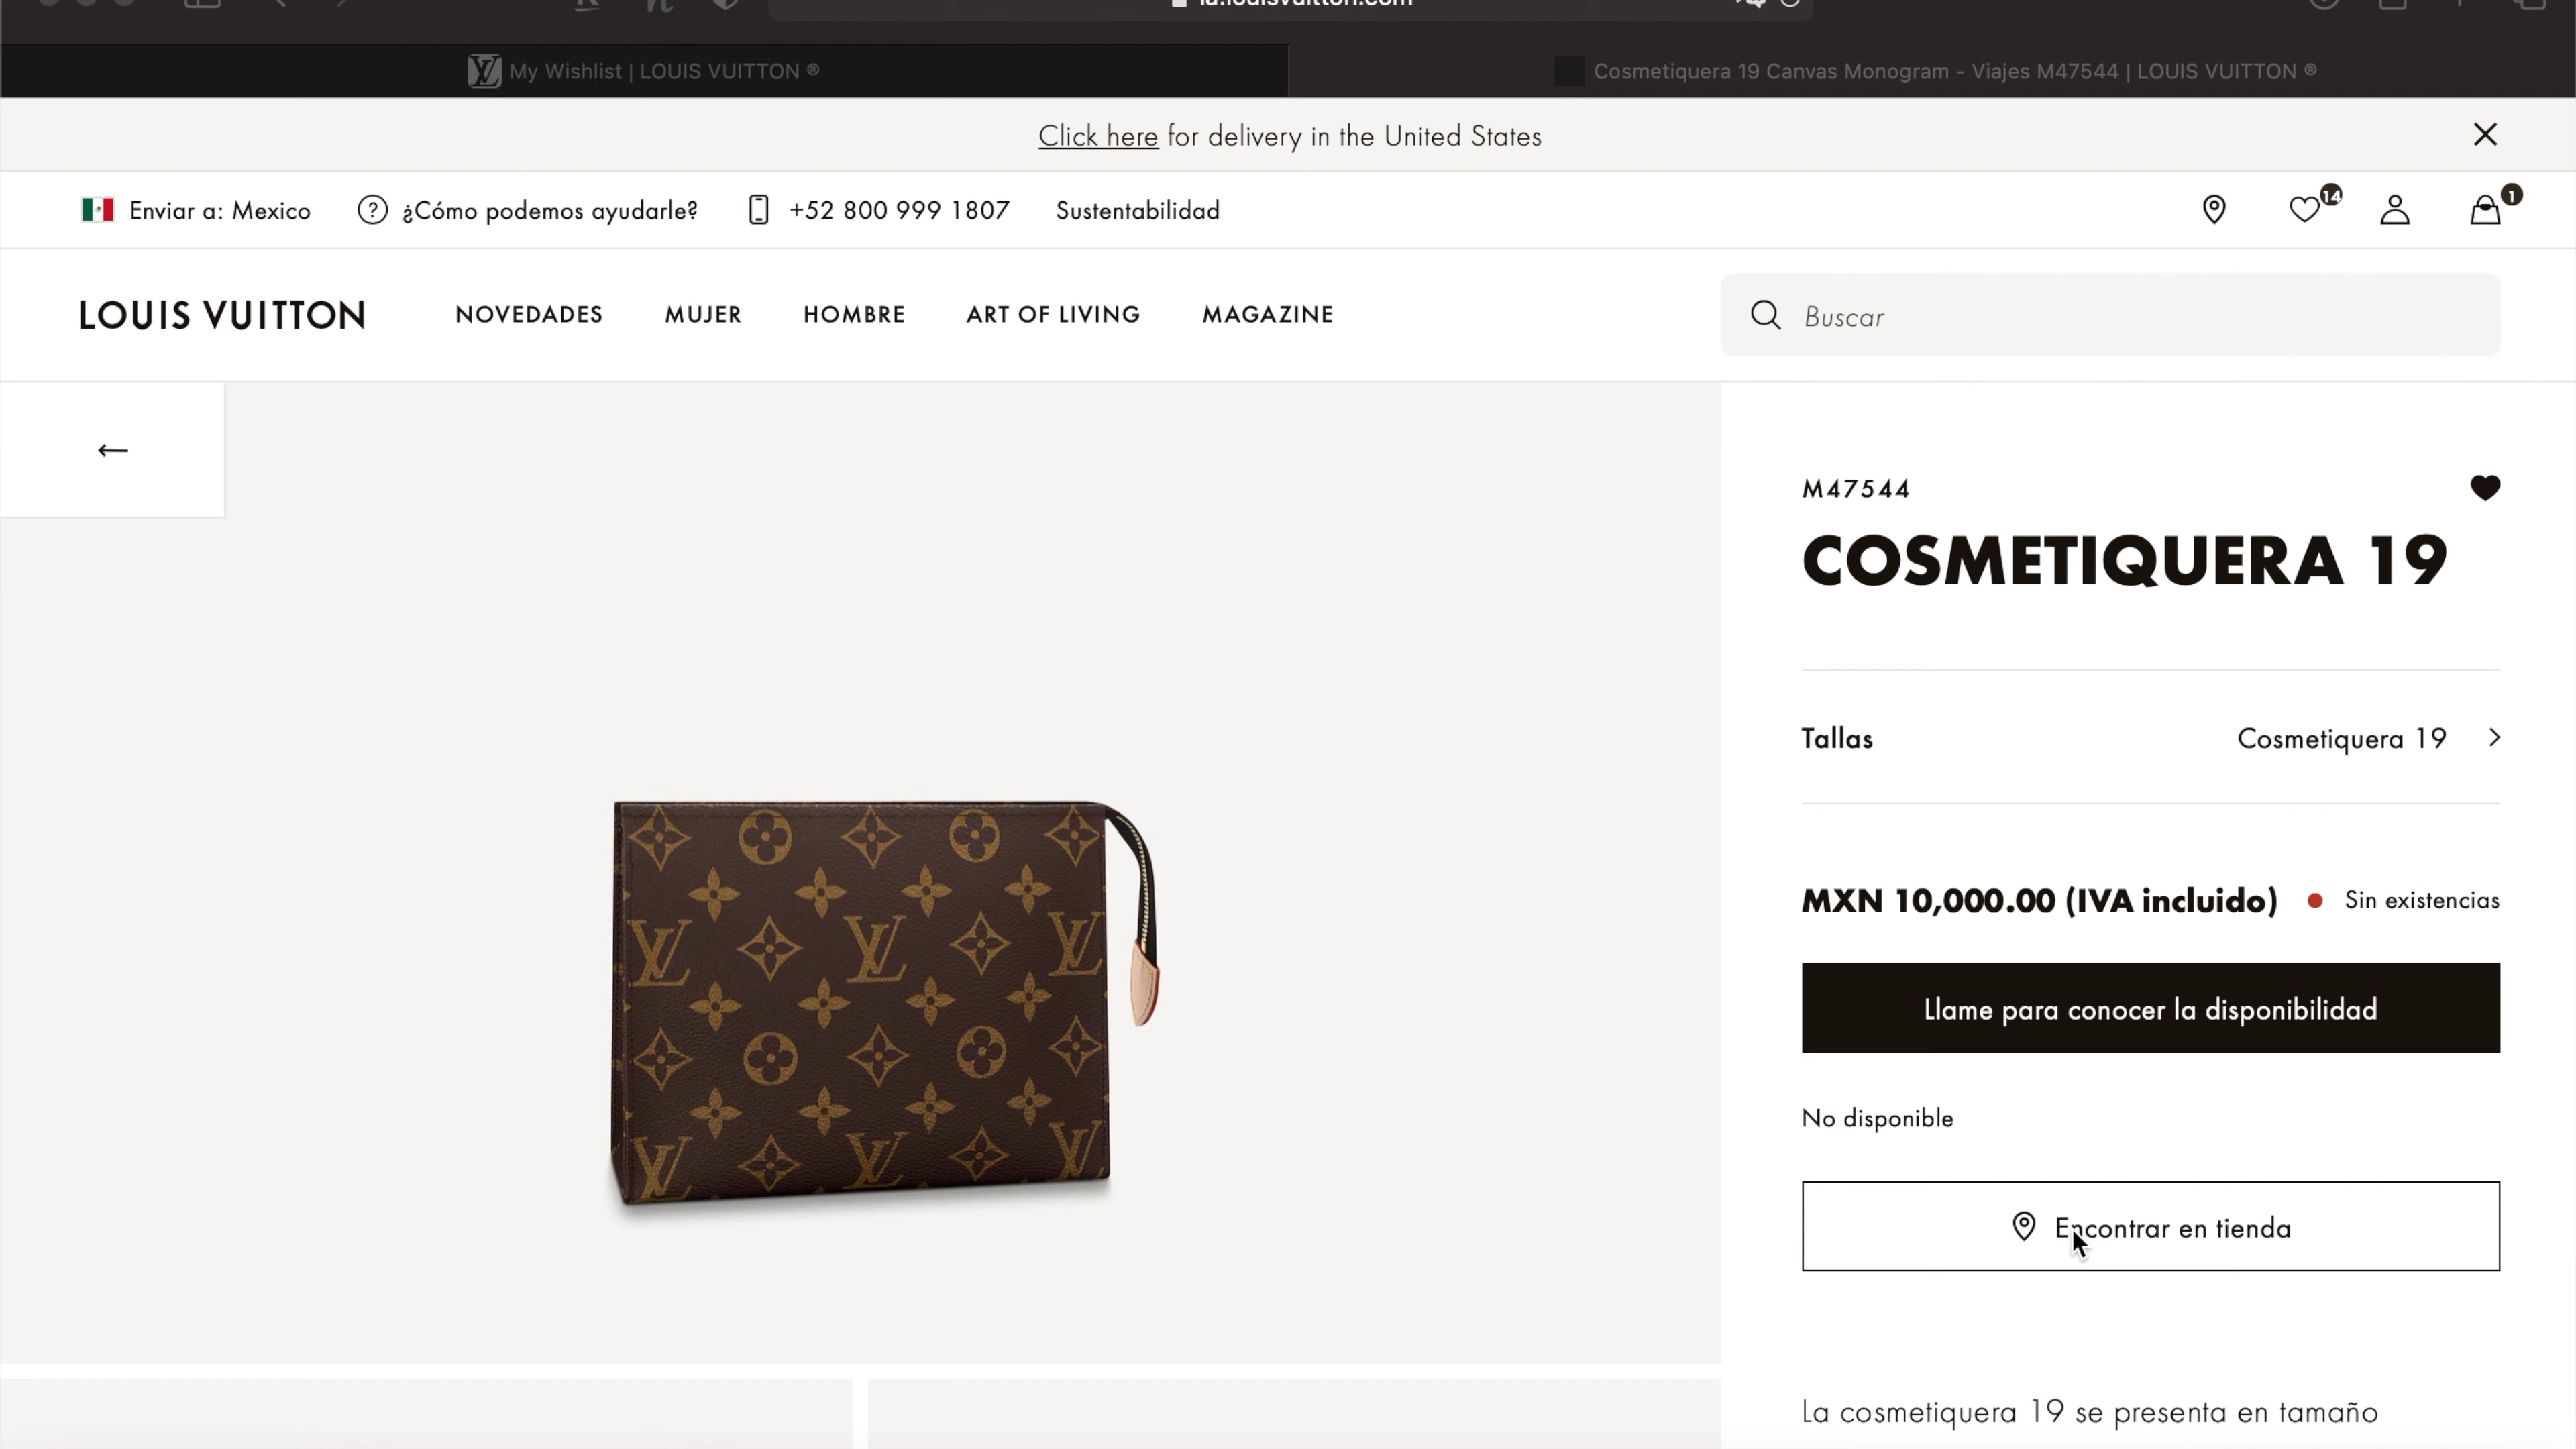 My Wishlist | LOUIS VUITTON ®
Cosmetiquera 19 Canvas Monogram - Viajes M47544 | LOUIS VUITTON ®
Click here for delivery in the United States
Enviar a: Mexico
¿Cómo podemos ayudarle?
+52 800 999 1807
Sustentabilidad
14
1
LOUIS VUITTON
NOVEDADES
MUJER
HOMBRE
ART OF LIVING
MAGAZINE
Buscar
M47544
COSMETIQUERA 19
Tallas
Cosmetiquera 19
MXN 10,000.00 (IVA incluido)
Sin existencias
Llame para conocer la disponibilidad
No disponible
Encontrar en tienda
La cosmetiquera 19 se presenta en tamaño